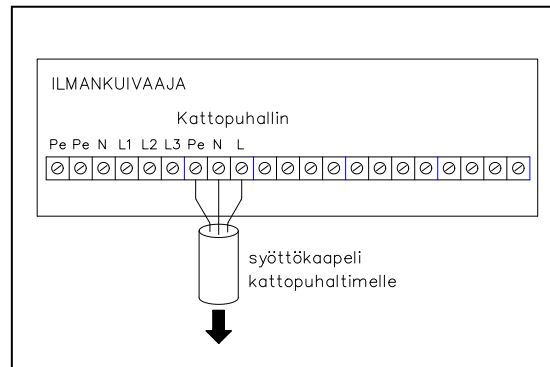 ILMANKUIVAAJA
Kattopuhallin
Pe Pe N L1 L2 L3 Pe N L
syöttökaapeli
kattopuhaltimelle